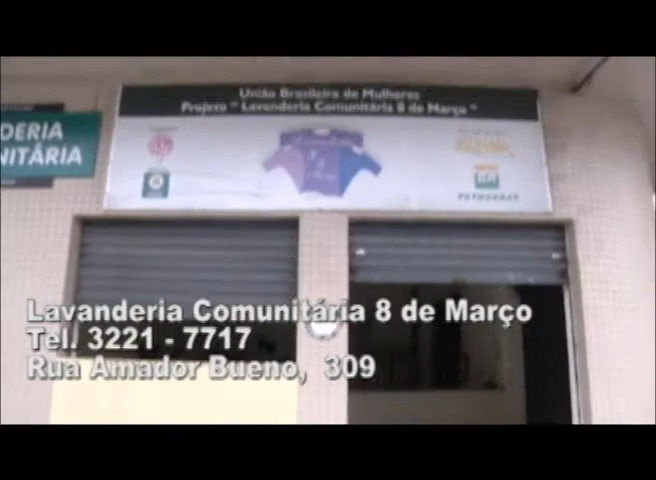 União Brasileira de Mulheres
Projeto " Lavanderia Comunitária 8 de Março "
DERIA
NITÁRIA
BR
PETROBRAS
Lavanderia Comunitária 8 de Março
Tel. 3221 - 7717
Rua Amador Bueno, 309